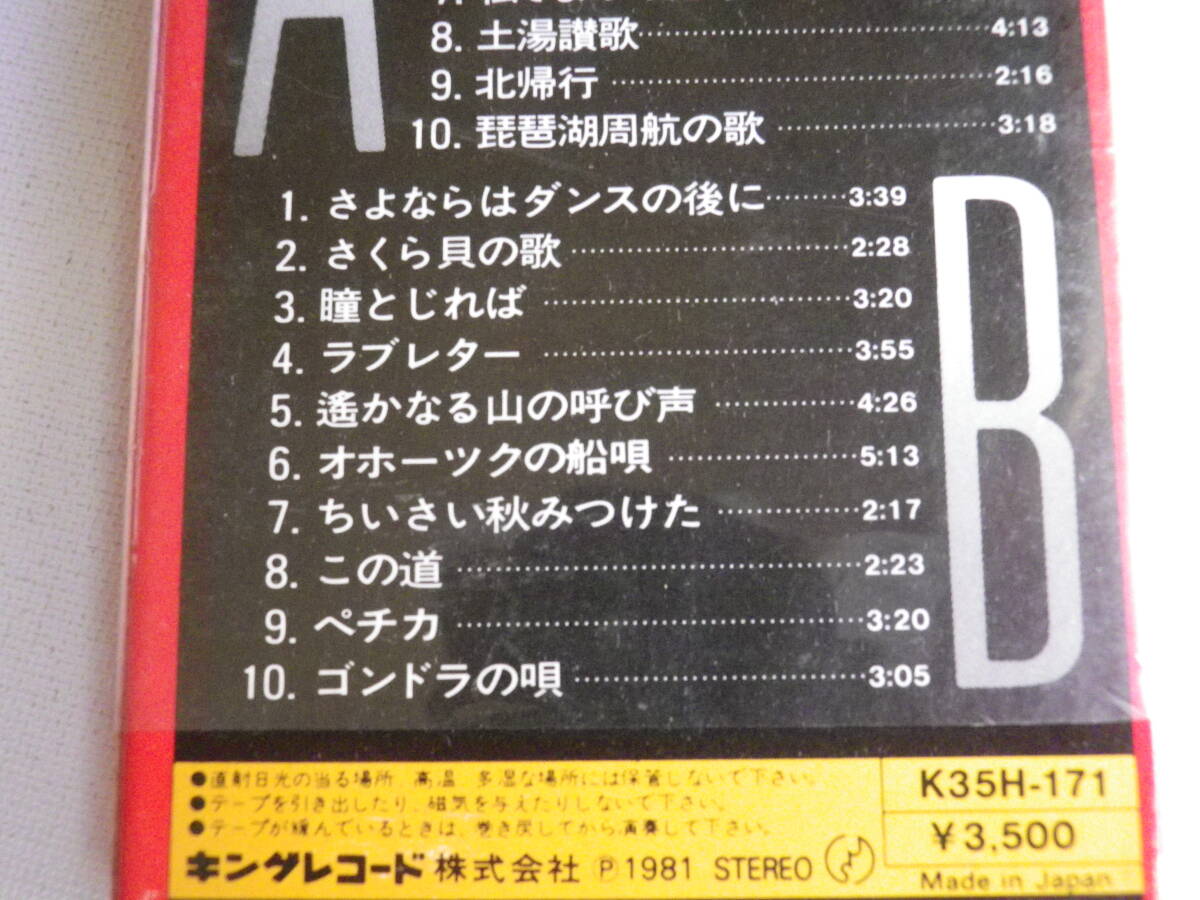 A
8. 土湯讃歌 4:13
9. 北帰行 2:16
10. 琵琶湖周航の歌 3:18
B
1. さよならはダンスの後に 3:39
2. さくら貝の歌 2:28
3. 瞳とじれば 3:20
4. ラブレター 3:55
5. 遙かなる山の呼び声 4:26
6. オホーツクの船唄 5:13
7. ちいさい秋みつけた 2:17
8. この道 2:23
9. ペチカ 3:20
10. ゴンドラの唄 3:05
●直射日光の当る場所、高温、多湿な場所には保管しないで下さい。
●テープを引き出したり、磁気を与えたりしないで下さい。
●テープが緩んでいるときは、巻き戻してから演奏して下さい。
キングレコード株式会社 Ⓟ1981 STEREO
K35H-171
¥3,500
Made in Japan